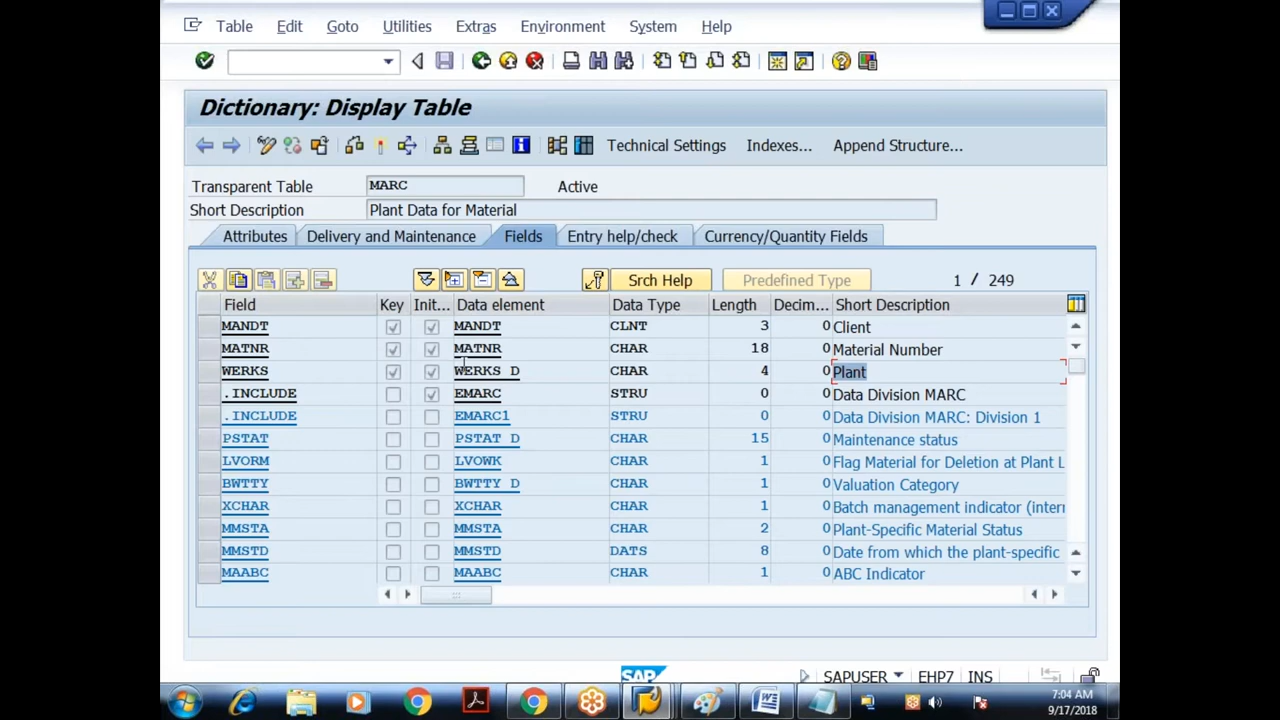 Table Edit Goto Utilities Extras Environment System Help
Dictionary: Display Table
Technical Settings Indexes... Append Structure...
Transparent Table MARC Active
Short Description Plant Data for Material
Attributes Delivery and Maintenance Fields Entry help/check Currency/Quantity Fields
Srch Help Predefined Type 1 / 249
Field Key Init... Data element Data Type Length Decim... Short Description
MANDT MANDT CLNT 3 0 Client
MATNR MATNR CHAR 18 0 Material Number
WERKS WERKS_D CHAR 4 0 Plant
.INCLUDE EMARC STRU 0 0 Data Division MARC
.INCLUDE EMARC1 STRU 0 0 Data Division MARC: Division 1
PSTAT PSTAT_D CHAR 15 0 Maintenance status
LVORM LVOWK CHAR 1 0 Flag Material for Deletion at Plant L
BWTTY BWTTY_D CHAR 1 0 Valuation Category
XCHAR XCHAR CHAR 1 0 Batch management indicator (inter
MMSTA MMSTA CHAR 2 0 Plant-Specific Material Status
MMSTD MMSTD DATS 8 0 Date from which the plant-specific
MAABC MAABC CHAR 1 0 ABC Indicator
SAP SAPUSER EHP7 INS
7:04 AM
9/17/2018